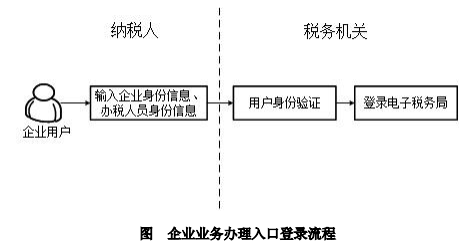 纳税人
税务机关
企业用户
输入企业身份信息、
办税人员身份信息
用户身份验证
登录电子税务局
图 企业业务办理入口登录流程